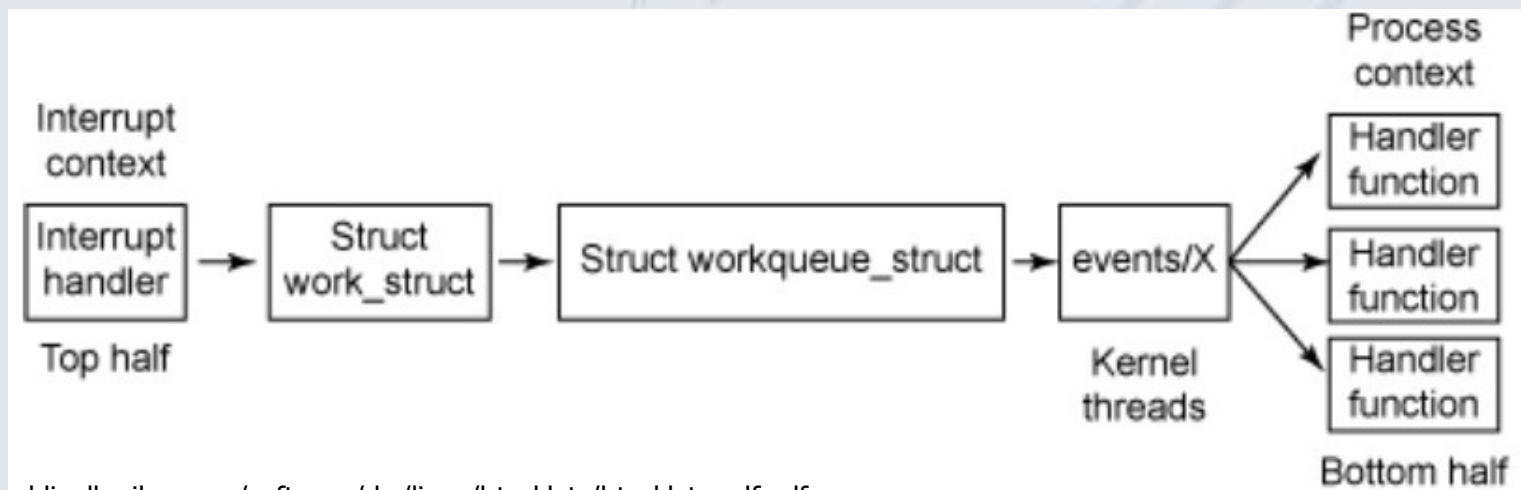 Interrupt
context
Interrupt
handler
Top half
Struct
work_struct
Struct workqueue_struct
events/X
Kernel
threads
Process
context
Handler
function
Handler
function
Handler
function
Bottom half